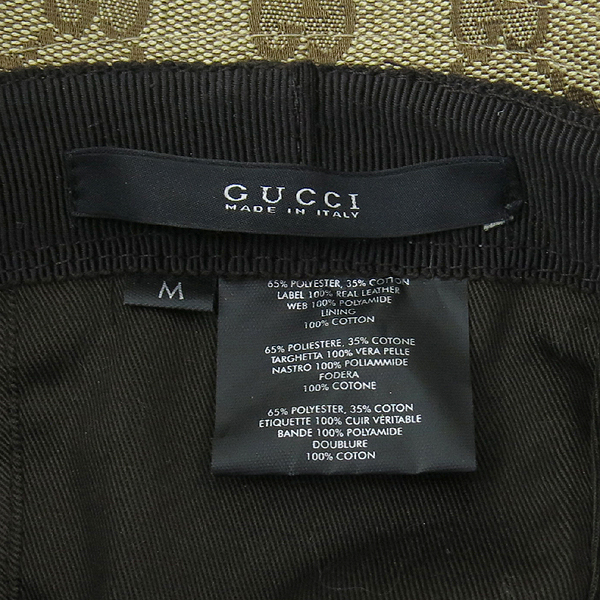 GUCCI
MADE IN ITALY
M
65% POLYESTER, 35% COTTON
LABEL 100% REAL LEATHER
WEB 100% POLYAMIDE
LINING
100% COTTON
65% POLIESTERE, 35% COTONE
TARGHETTA 100% VERA PELLE
NASTRO 100% POLIAMMIDE
FODERA
100% COTONE
65% POLYESTER, 35% COTON
ETIQUETTE 100% CUIR VÉRITABLE
BANDE 100% POLYAMIDE
DOUBLURE
100% COTON